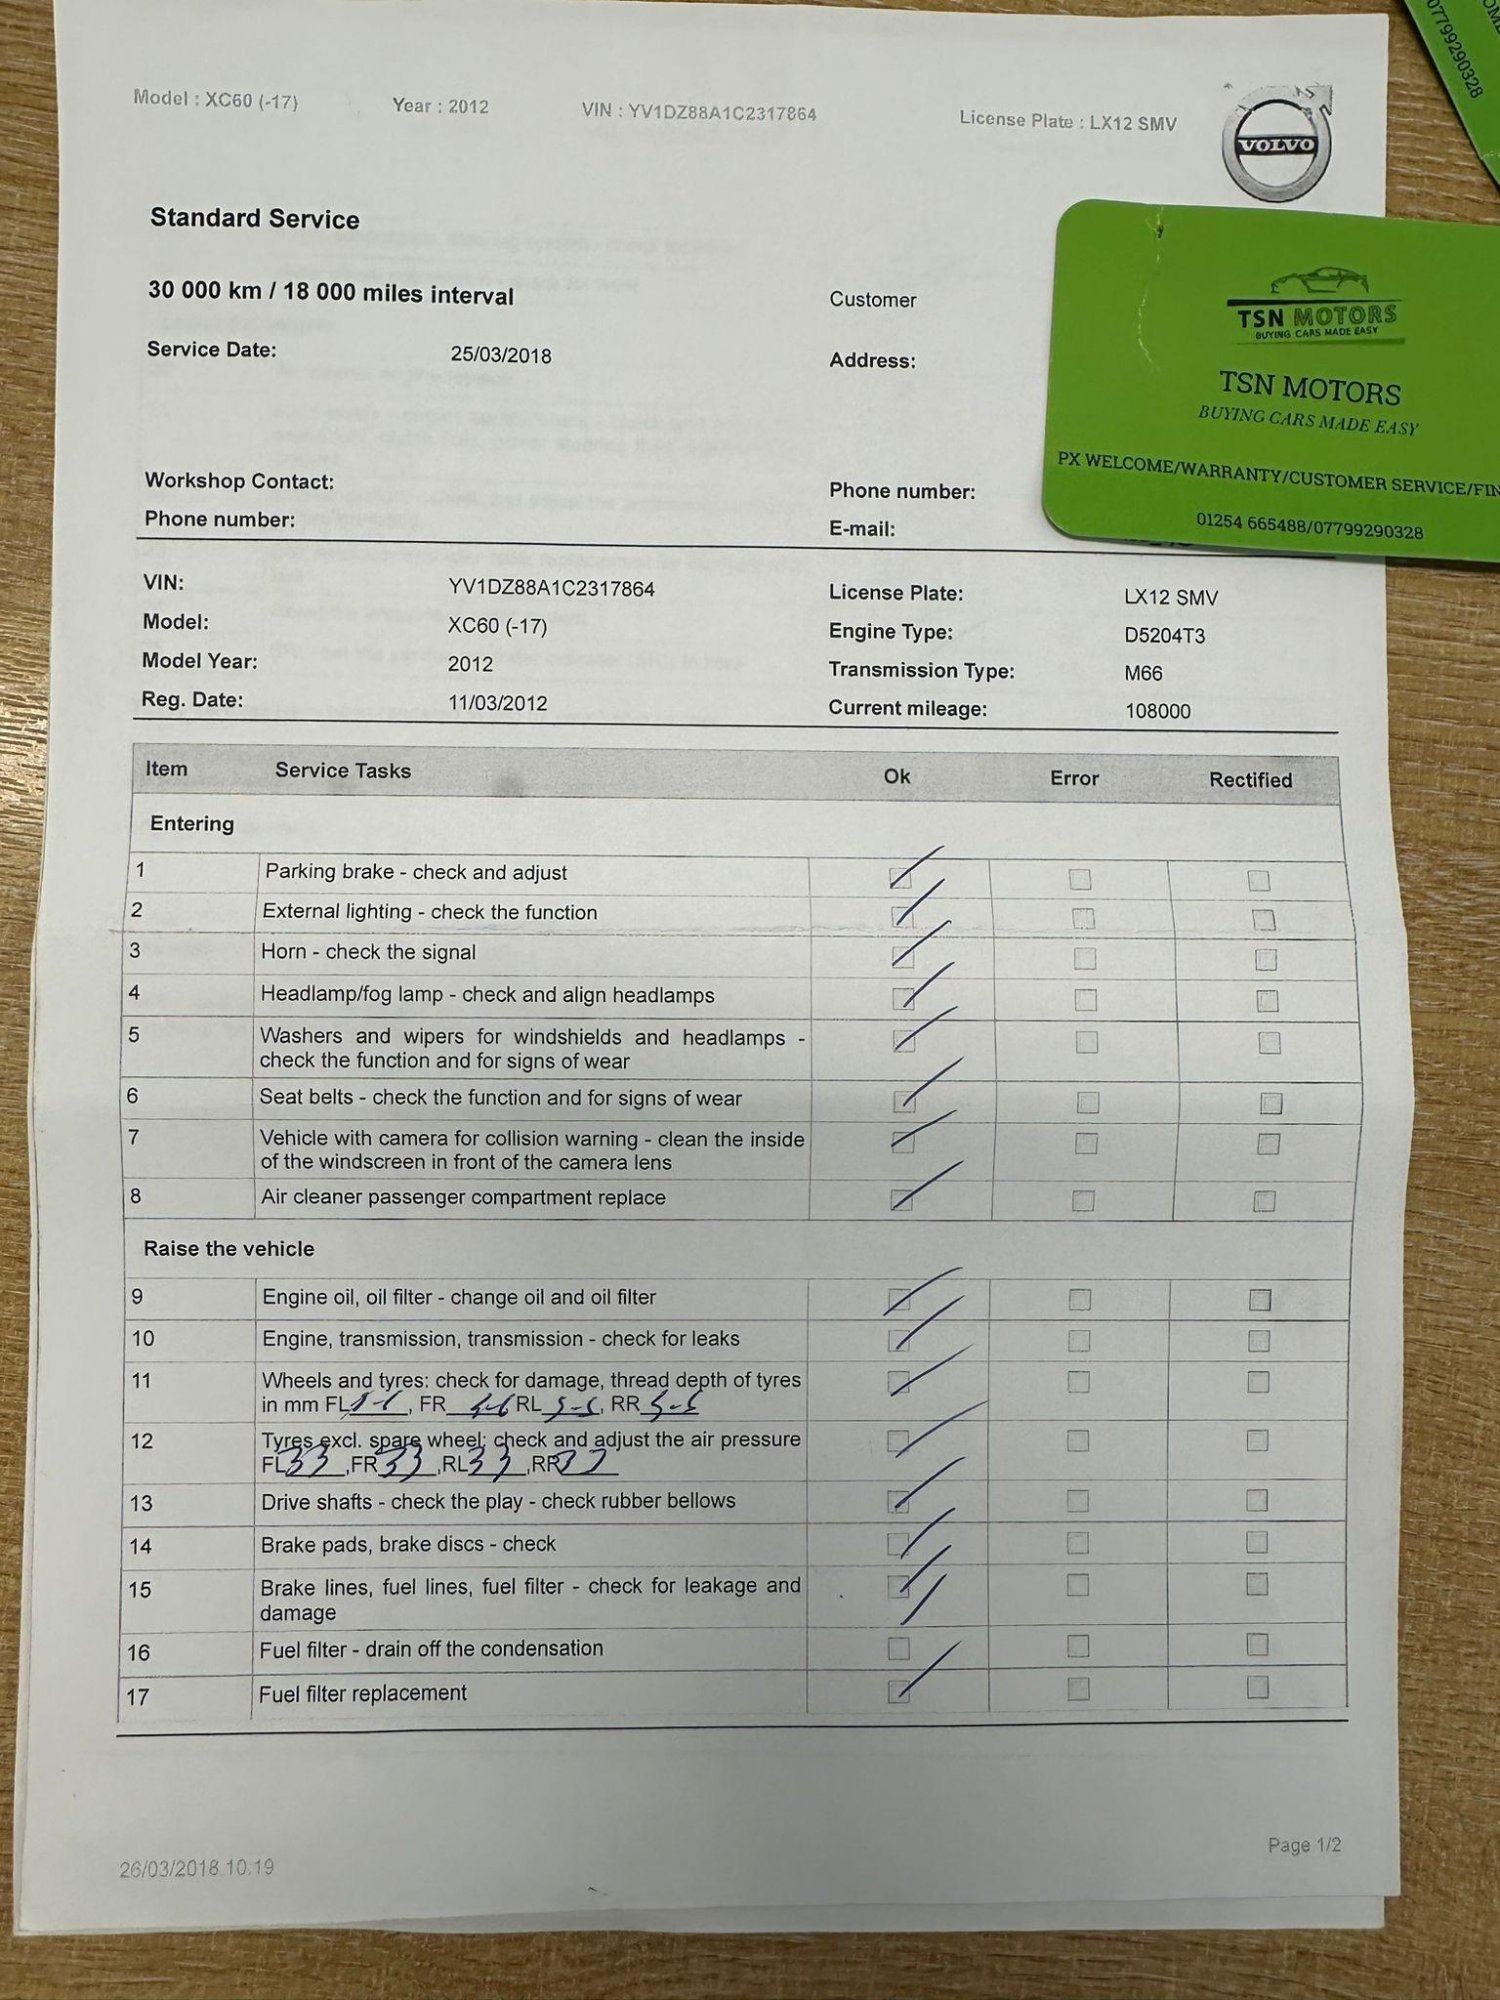 Model : XC60 (-17) Year : 2012 VIN : YV1DZ88A1C2317864 License Plate : LX12 SMV
VOLVO
07799290328
Standard Service
30 000 km / 18 000 miles interval Customer
Service Date: 25/03/2018 Address:
Workshop Contact: Phone number:
Phone number: E-mail:
TSN MOTORS
BUYING CARS MADE EASY
TSN MOTORS
BUYING CARS MADE EASY
PX WELCOME/WARRANTY/CUSTOMER SERVICE/FIN
01254 665488/07799290328
VIN: YV1DZ88A1C2317864 License Plate: LX12 SMV
Model: XC60 (-17) Engine Type: D5204T3
Model Year: 2012 Transmission Type: M66
Reg. Date: 11/03/2012 Current mileage: 108000
Item Service Tasks Ok Error Rectified
Entering
1 Parking brake - check and adjust
2 External lighting - check the function
3 Horn - check the signal
4 Headlamp/fog lamp - check and align headlamps
5 Washers and wipers for windshields and headlamps -
check the function and for signs of wear
6 Seat belts - check the function and for signs of wear
7 Vehicle with camera for collision warning - clean the inside
of the windscreen in front of the camera lens
8 Air cleaner passenger compartment replace
Raise the vehicle
9 Engine oil, oil filter - change oil and oil filter
10 Engine, transmission, transmission - check for leaks
11 Wheels and tyres: check for damage, thread depth of tyres
in mm FL , FR RL 5-5, RR 5-5
12 Tyres excl. spare wheel: check and adjust the air pressure
FL 33 ,FR 33 ,RL 33 ,RR 33
13 Drive shafts - check the play - check rubber bellows
14 Brake pads, brake discs - check
15 Brake lines, fuel lines, fuel filter - check for leakage and
damage
16 Fuel filter - drain off the condensation
17 Fuel filter replacement
26/03/2018 10.19 Page 1/2